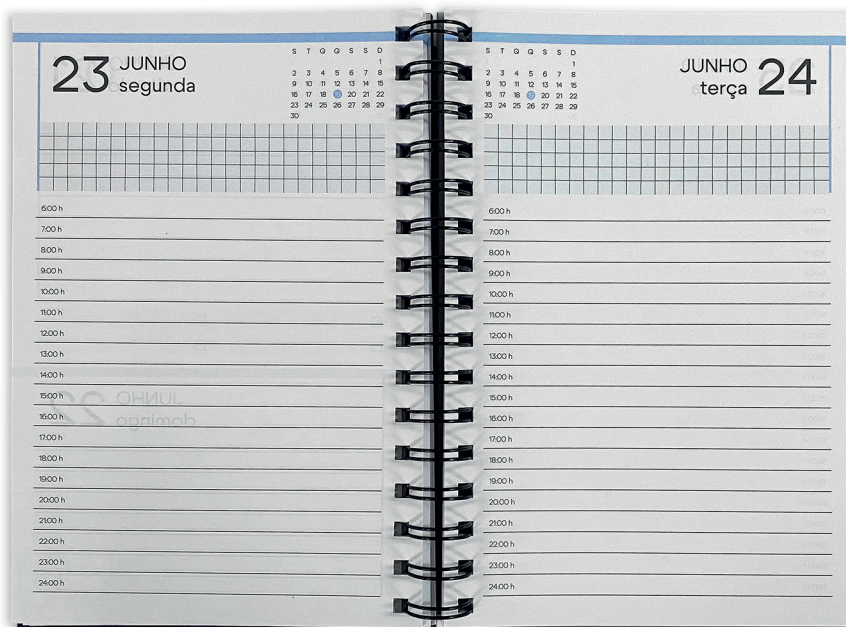 23 JUNHO
segunda
S T Q Q S S D
1
2 3 4 5 6 7 8
9 10 11 12 13 14 15
16 17 18 20 21 22
23 24 25 26 27 28 29
30
6:00 h
7:00 h
8:00 h
9:00 h
10:00 h
11:00 h
12:00 h
13:00 h
14:00 h
15:00 h
16:00 h
17:00 h
18:00 h
19:00 h
20:00 h
21:00 h
22:00 h
23:00 h
24:00 h
S T Q Q S S D
1
2 3 4 5 6 7 8
9 10 11 12 13 14 15
16 17 18 20 21 22
23 24 25 26 27 28 29
30
JUNHO 24
terça
6:00 h
7:00 h
8:00 h
9:00 h
10:00 h
11:00 h
12:00 h
13:00 h
14:00 h
15:00 h
16:00 h
17:00 h
18:00 h
19:00 h
20:00 h
21:00 h
22:00 h
23:00 h
24:00 h